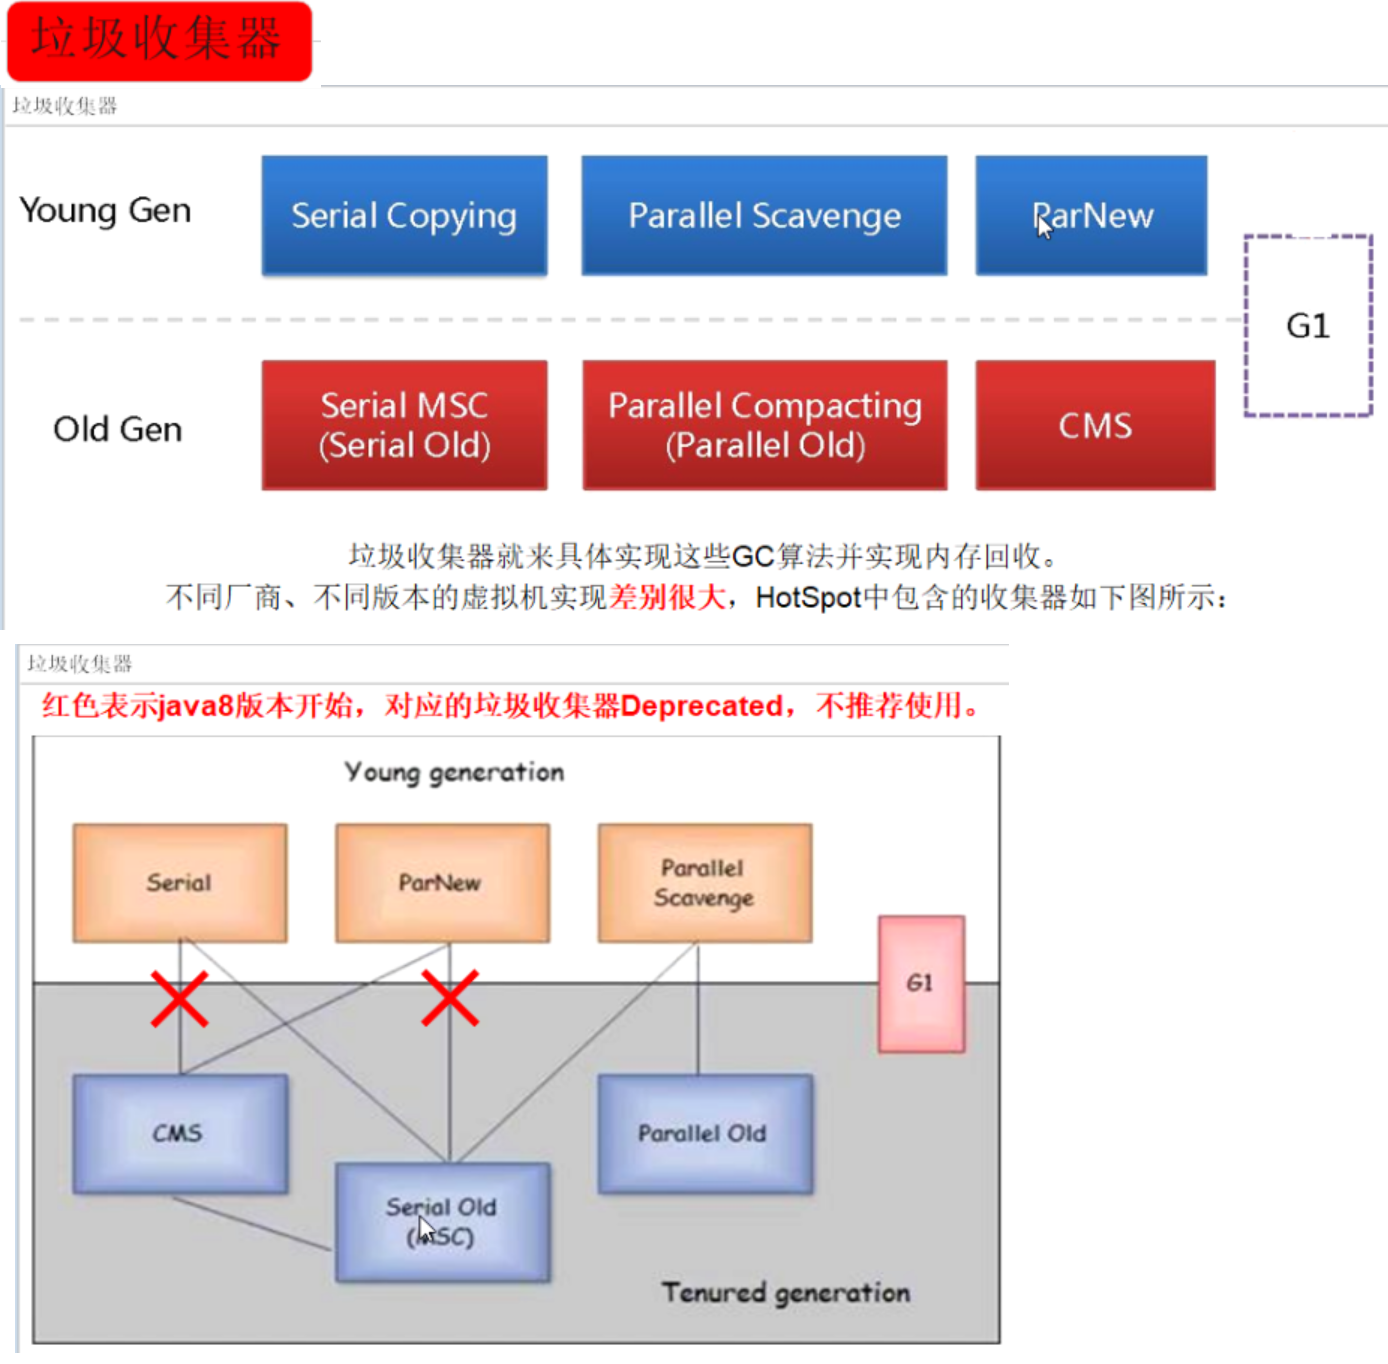 垃圾收集器
垃圾收集器
Young Gen
Serial Copying
Parallel Scavenge
ParNew
G1
Old Gen
Serial MSC
(Serial Old)
Parallel Compacting
(Parallel Old)
CMS
垃圾收集器就来具体实现这些GC算法并实现内存回收。
不同厂商、不同版本的虚拟机实现差别很大，HotSpot中包含的收集器如下图所示：
垃圾收集器
红色表示java8版本开始，对应的垃圾收集器Deprecated，不推荐使用。
Young generation
Serial
ParNew
Parallel
Scavenge
G1
CMS
Serial Old
(MSC)
Parallel Old
Tenured generation